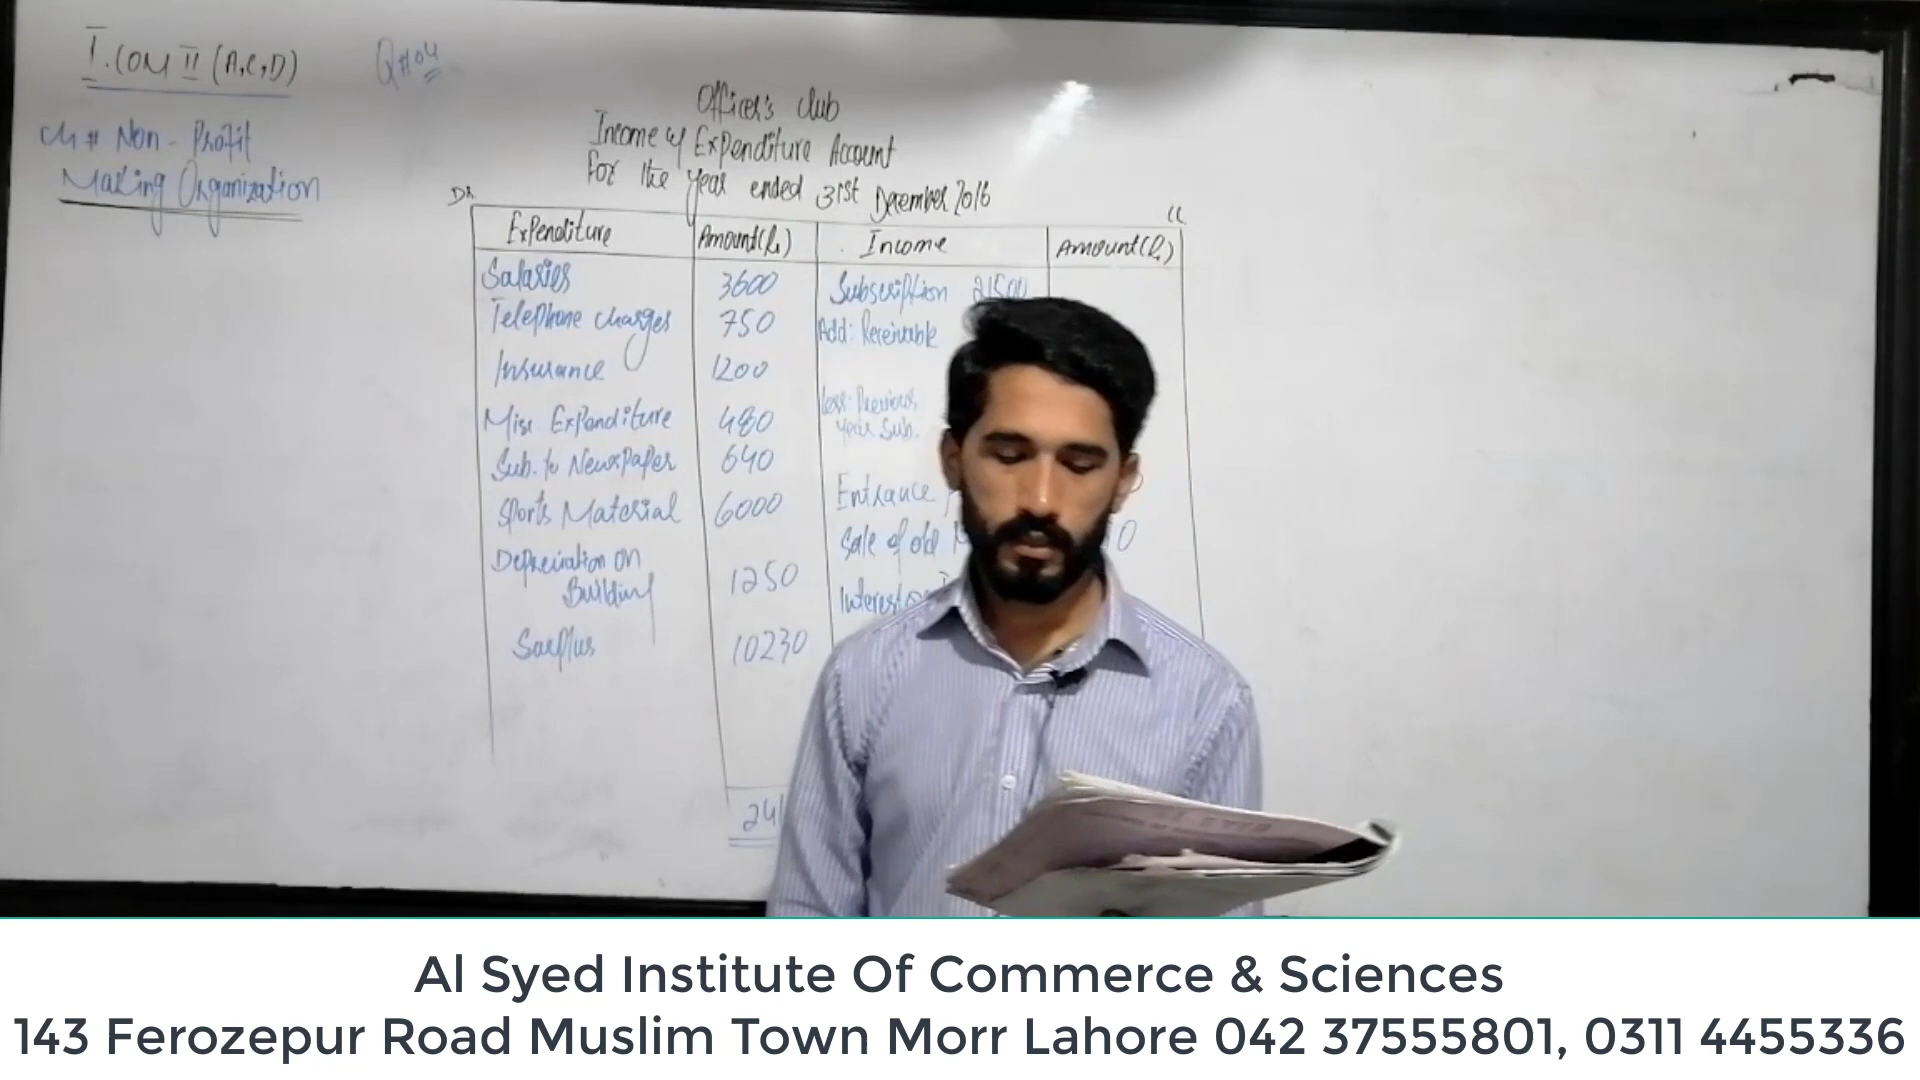 I.COM II (A,C,D)
Q#04
Ch # Non-Profit
Making Organization
Officer's Club
Income & Expenditure Account
For the year ended 31st December 2016
Dr
Cr
Expenditure Amount(Rs) Income Amount(Rs)
Salaries 3600 Subscription 21500
Telephone charges 750 Add: Receivable
Insurance 1200
Misc. Expenditure 480 Less: Previous
Year Sub.
Sub. to Newspaper 640
Sports Material 6000 Entrance
Sale of old
Depreciation on
Building 1250 Interest on
Surplus 10230
Al Syed Institute Of Commerce & Sciences
143 Ferozepur Road Muslim Town Morr Lahore 042 37555801, 0311 4455336